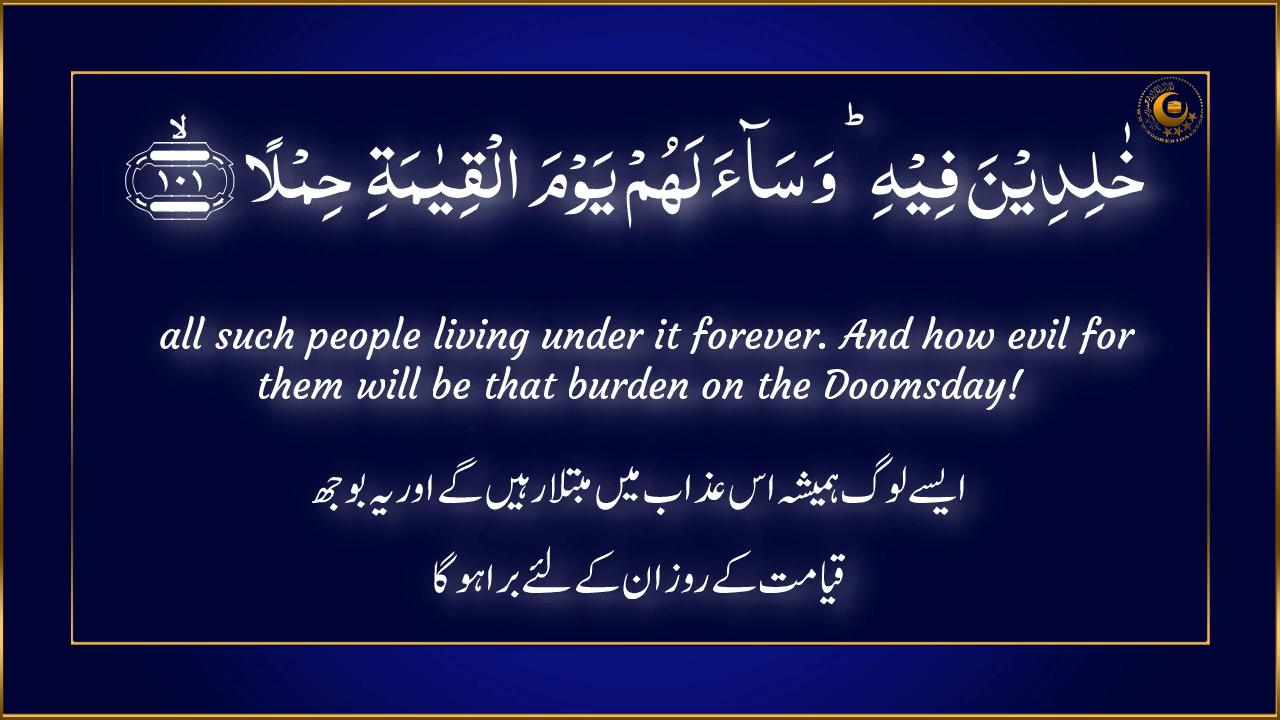 خٰلِدِيْنَ فِيْهِ ؕ وَسَآءَ لَهُمْ يَوْمَ الْقِيٰمَةِ حِمْلًا ۙ ١٠١
all such people living under it forever. And how evil for
them will be that burden on the Doomsday!
ایسے لوگ ہمیشہ اس عذاب میں مبتلا رہیں گے اور یہ بوجھ
قیامت کے روز ان کے لئے برا ہو گا